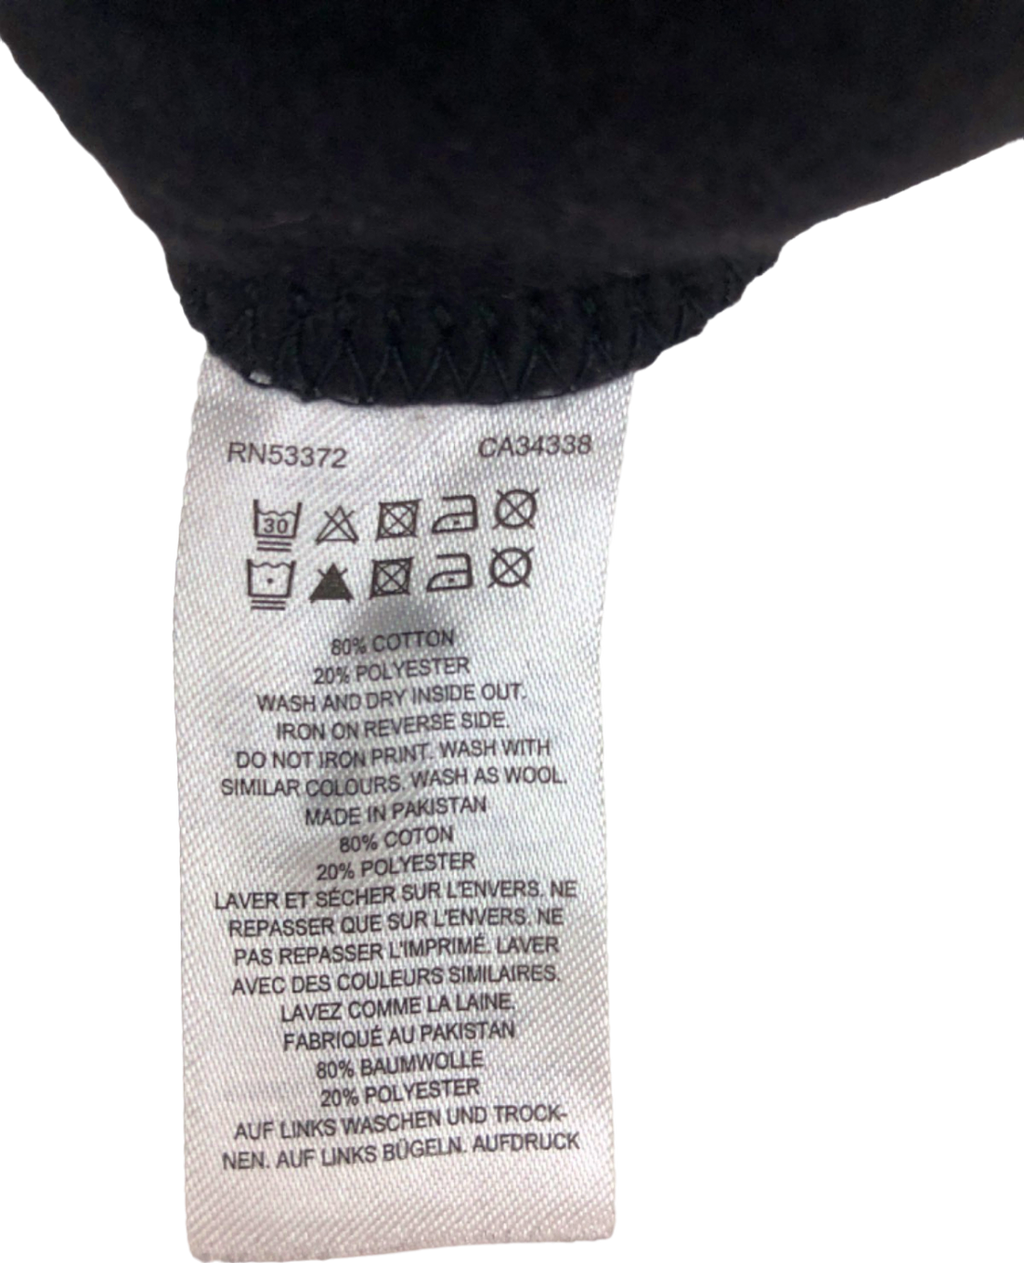 RN53372 CA34338
30
80% COTTON
20% POLYESTER
WASH AND DRY INSIDE OUT.
IRON ON REVERSE SIDE.
DO NOT IRON PRINT. WASH WITH
SIMILAR COLOURS. WASH AS WOOL.
MADE IN PAKISTAN
80% COTON
20% POLYESTER
LAVER ET SÉCHER SUR L'ENVERS. NE
REPASSER QUE SUR L'ENVERS. NE
PAS REPASSER L'IMPRIMÉ. LAVER
AVEC DES COULEURS SIMILAIRES.
LAVEZ COMME LA LAINE.
FABRIQUÉ AU PAKISTAN
80% BAUMWOLLE
20% POLYESTER
AUF LINKS WASCHEN UND TROCK-
NEN. AUF LINKS BÜGELN. AUFDRUCK